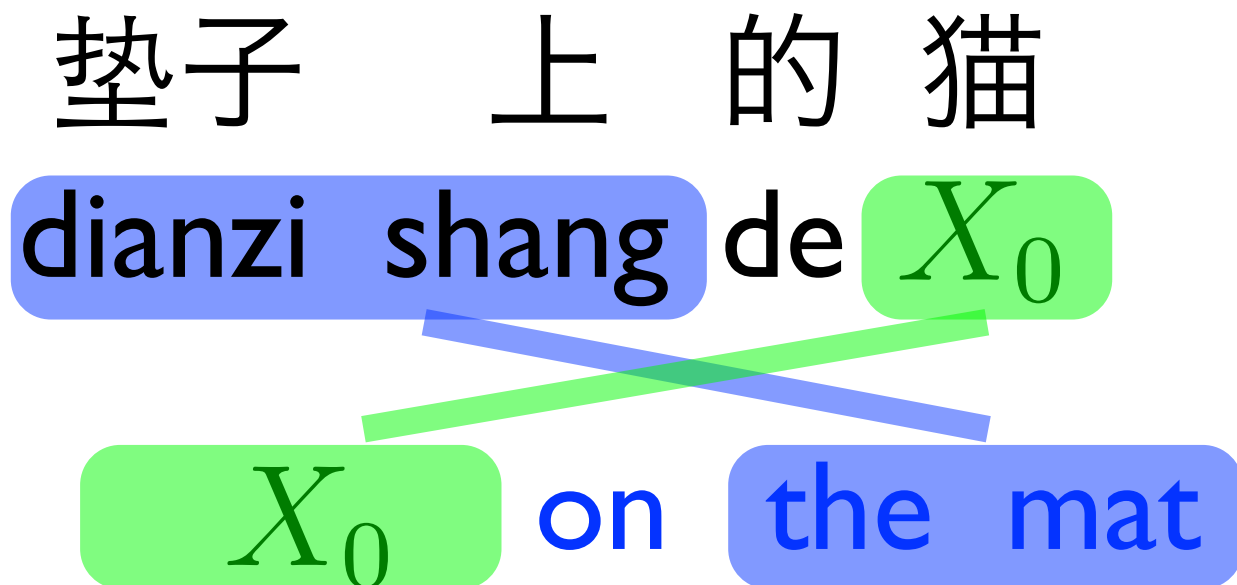 垫子 上 的 猫
dianzi shang de X₀
X₀ on the mat